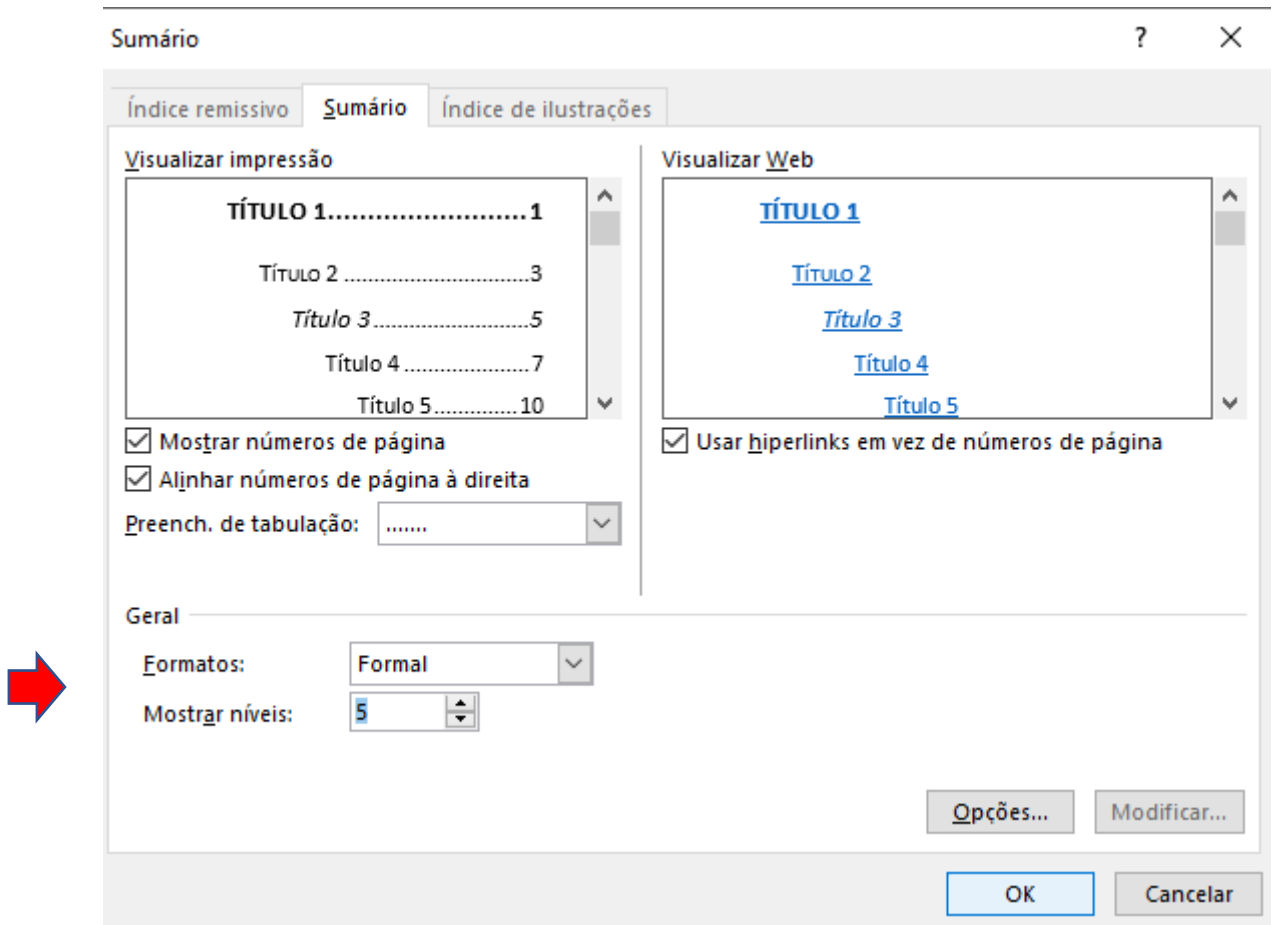 Sumário ?
Índice remissivo Sumário Índice de ilustrações
Visualizar impressão
TÍTULO 1.........................1
TÍTULO 2 ..............................3
Título 3.........................5
Título 4 .....................7
Título 5..............10
Mostrar números de página
Alinhar números de página à direita
Preench. de tabulação: .......
Visualizar Web
TÍTULO 1
TÍTULO 2
Título 3
Título 4
Título 5
Usar hiperlinks em vez de números de página
Geral
Formatos: Formal
Mostrar níveis: 5
Opções... Modificar...
OK Cancelar